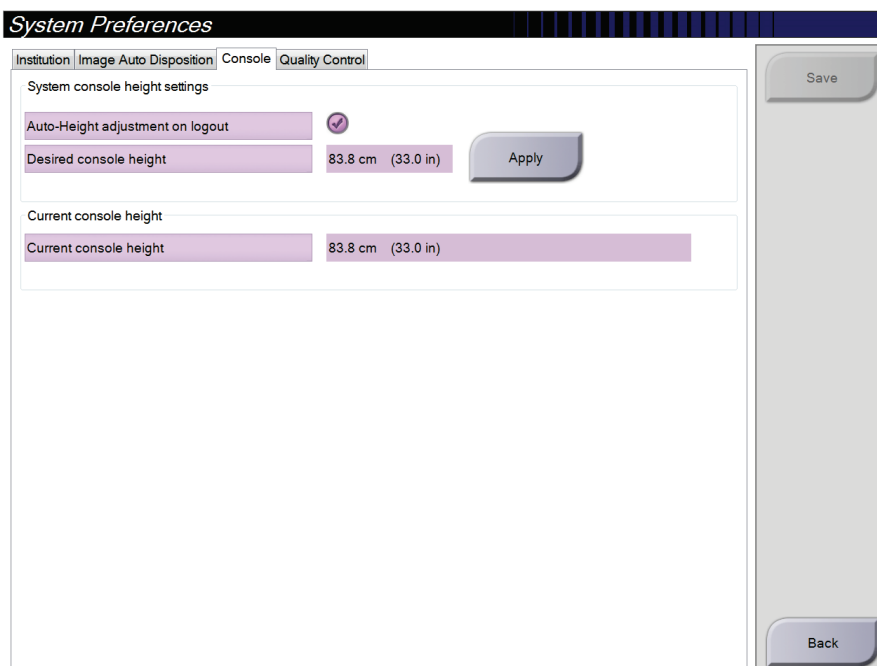 System Preferences
Institution Image Auto Disposition Console Quality Control
Save
System console height settings
Auto-Height adjustment on logout
Desired console height 83.8 cm (33.0 in) Apply
Current console height
Current console height 83.8 cm (33.0 in)
Back